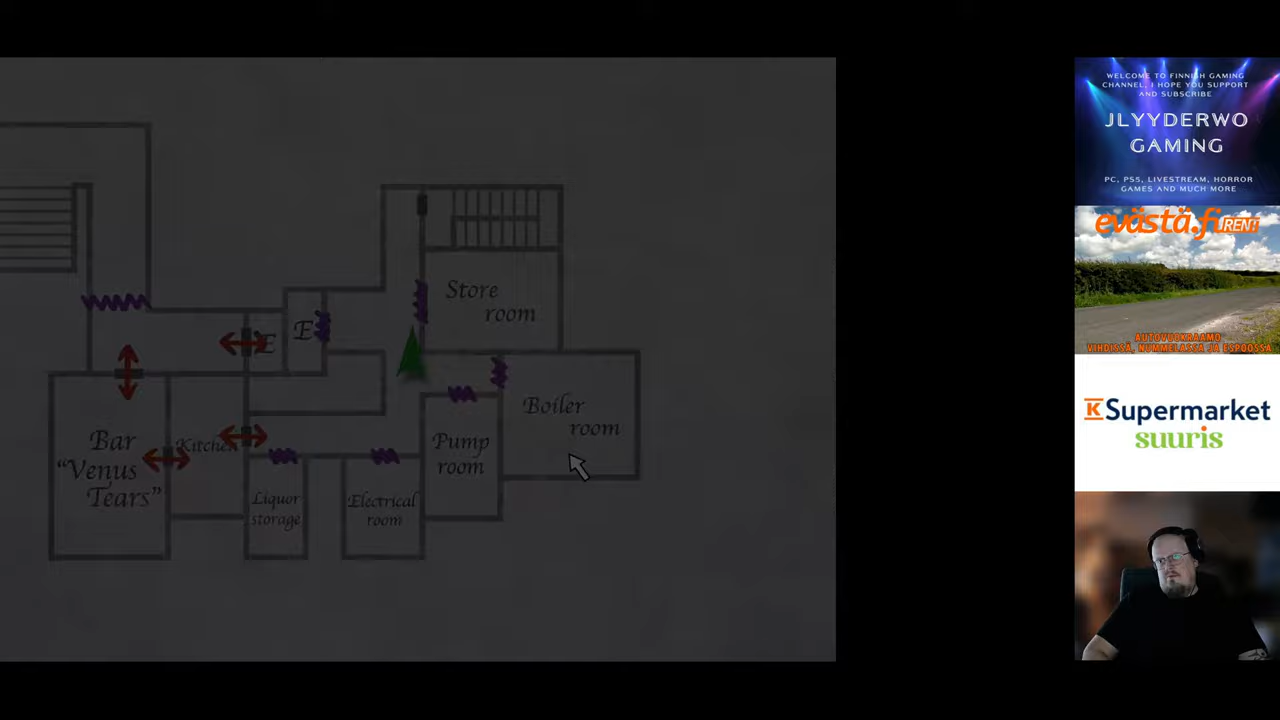 Store
room
E
E
Boiler
room
Bar
"Venus
Tears"
Kitchen
Pump
room
Liquor
storage
Electrical
room
WELCOME TO FINNISH GAMING
CHANNEL, I HOPE YOU SUPPORT
AND SUBSCRIBE
JLYYDERWO
GAMING
PC, PS5, LIVESTREAM, HORROR
GAMES AND MUCH MORE
evästä.fi RENT
AUTOVUOKRAAMO
VIHDISSÄ, NUMMELASSA JA ESPOOSSA
K Supermarket
suuris